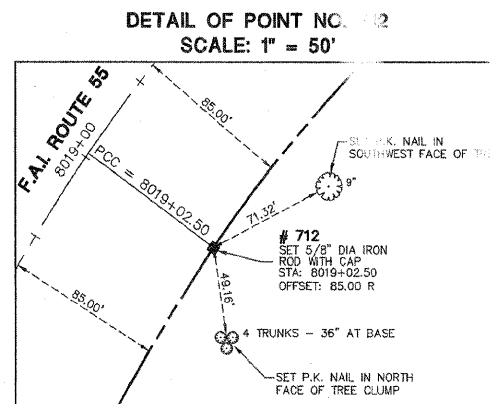 DETAIL OF POINT NO.
SCALE: 1" = 50'
F.A.I. ROUTE 55
8019+00
PCC = 8019+02.50
85.00'
SET P.K. NAIL IN
SOUTHWEST FACE OF
9"
71.32'
# 712
SET 5/8" DIA IRON
ROD WITH CAP
STA: 8019+02.50
OFFSET: 85.00 R
49.16'
85.00'
4 TRUNKS - 36" AT BASE
SET P.K. NAIL IN NORTH
FACE OF TREE CLUMP